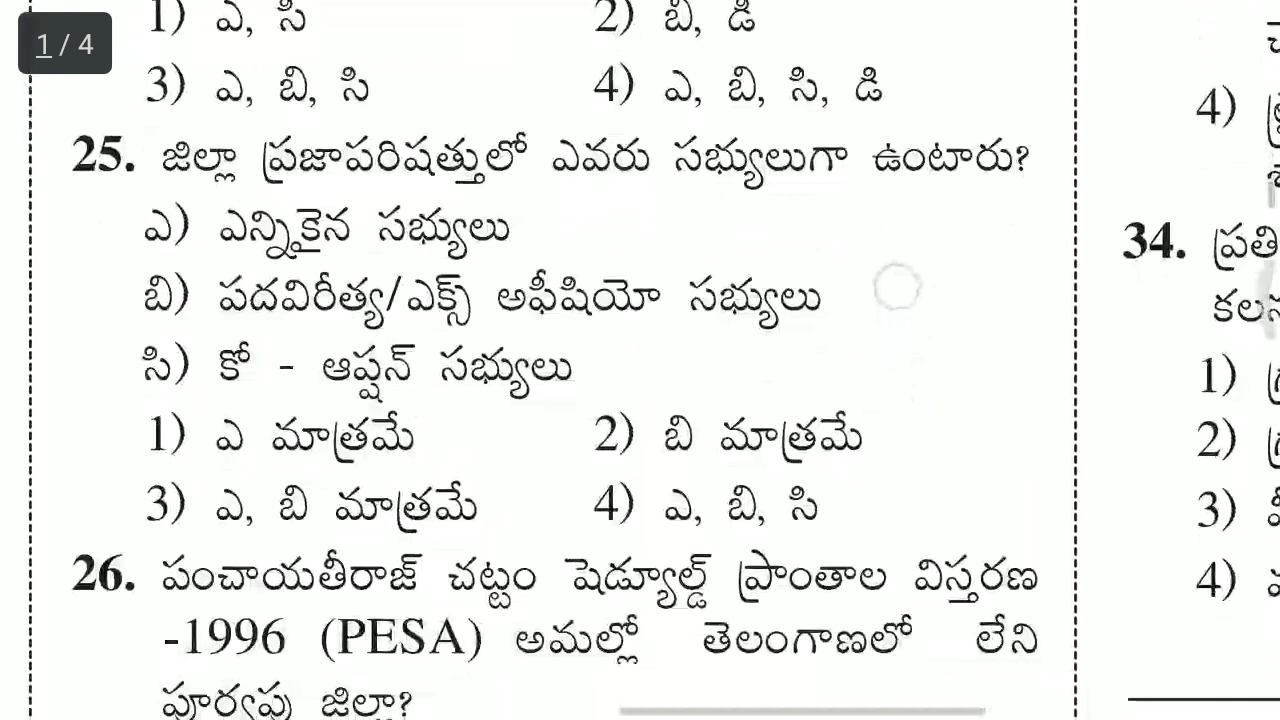 1 / 4
1) ఎ, సి 2) బి, డి
3) ఎ, బి, సి 4) ఎ, బి, సి, డి
25. జిల్లా ప్రజాపరిషత్తులో ఎవరు సభ్యులుగా ఉంటారు?
ఎ) ఎన్నికైన సభ్యులు
బి) పదవిరీత్య/ఎక్స్ అఫీషియో సభ్యులు
సి) కో - ఆప్షన్ సభ్యులు
1) ఎ మాత్రమే 2) బి మాత్రమే
3) ఎ, బి మాత్రమే 4) ఎ, బి, సి
26. పంచాయతీరాజ్ చట్టం షెడ్యూల్డ్ ప్రాంతాల విస్తరణ
-1996 (PESA) అమల్లో తెలంగాణలో లేని
పూర్వపు జిల్లా?
4)
34. ప్రతి
1)
2)
3)
4)